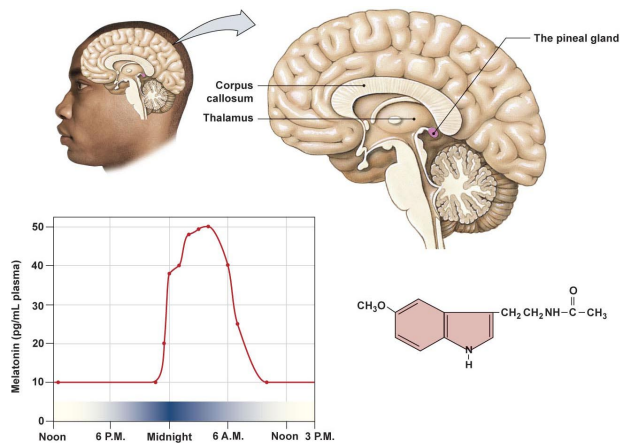 The pineal gland
Corpus
callosum
Thalamus
Melatonin (pg/mL plasma)
50
40
30
20
10
0
Noon 6 P.M. Midnight 6 A.M. Noon 3 P.M.
CH₃O
CH₂CH₂NH—C—CH₃
O
N
H